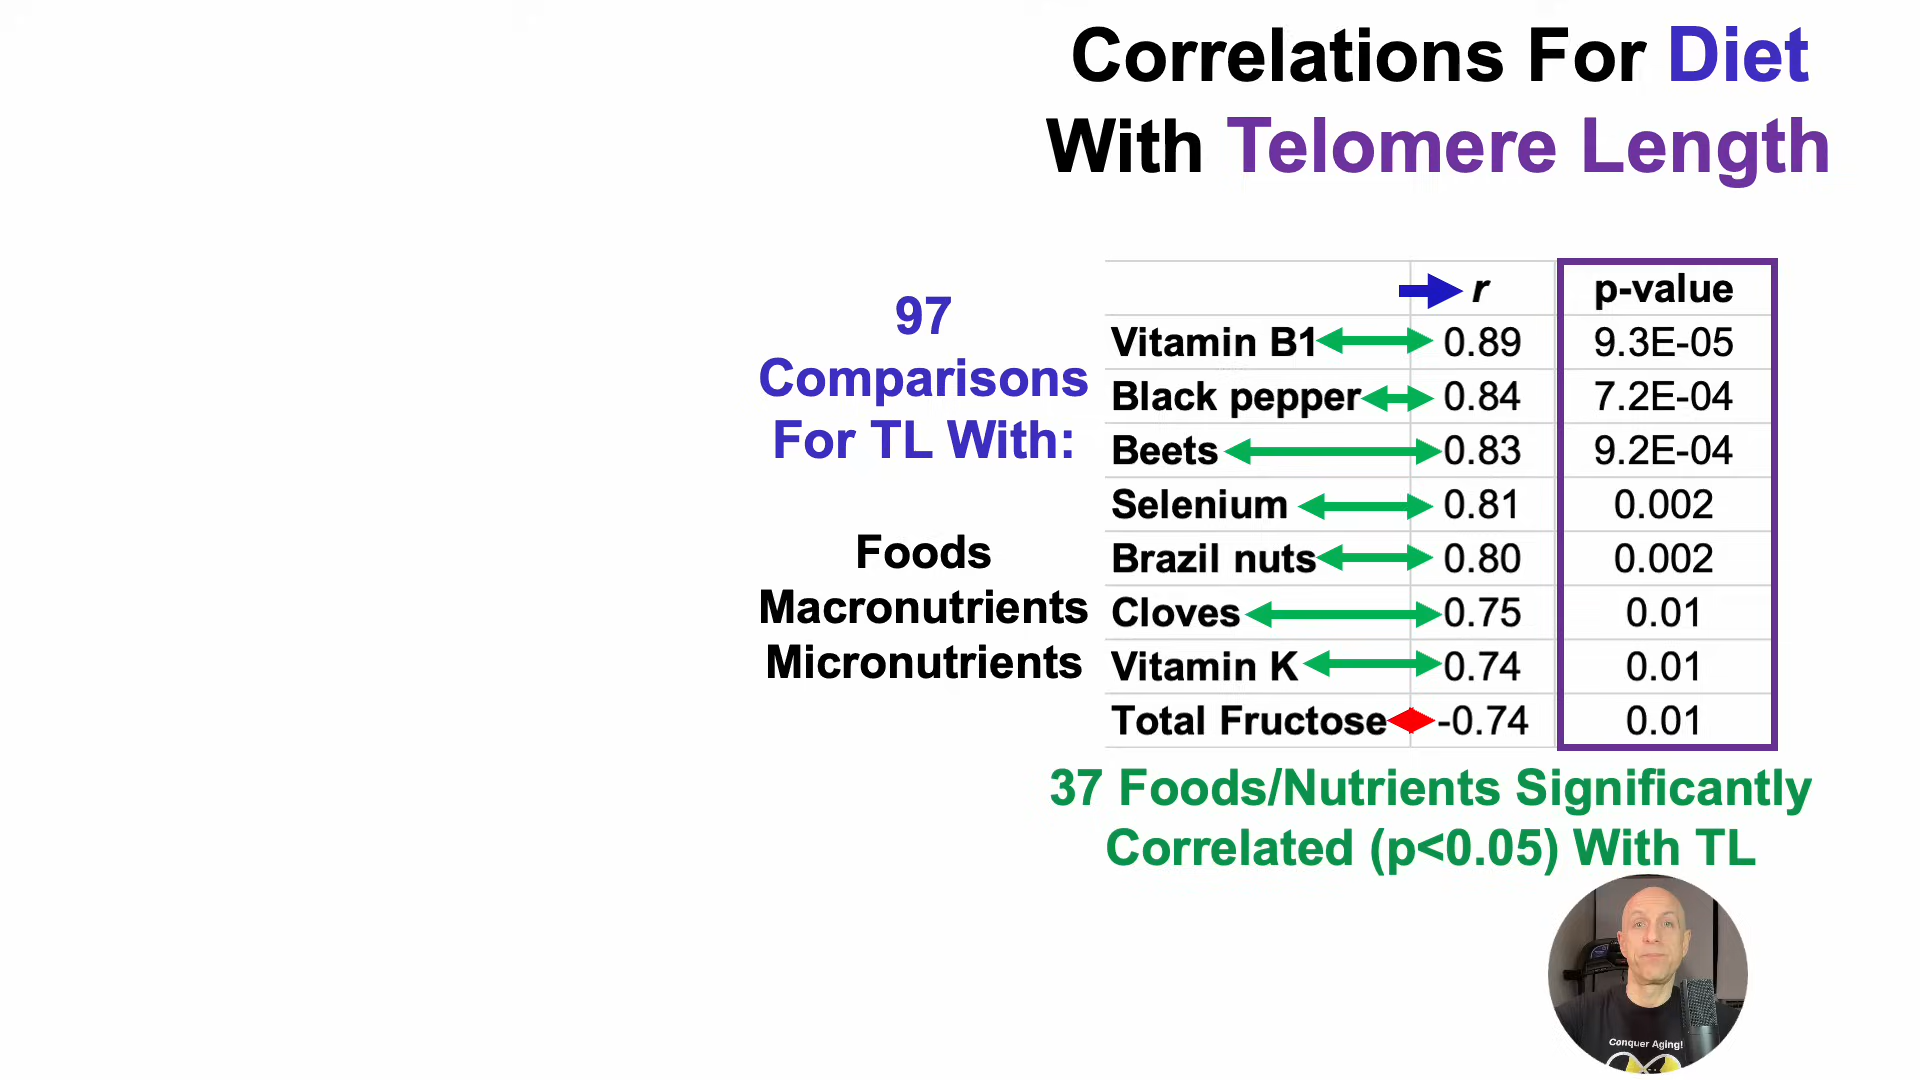 Correlations For Diet
With Telomere Length
97
Comparisons
For TL With:
Foods
Macronutrients
Micronutrients
r p-value
Vitamin B1 0.89 9.3E-05
Black pepper 0.84 7.2E-04
Beets 0.83 9.2E-04
Selenium 0.81 0.002
Brazil nuts 0.80 0.002
Cloves 0.75 0.01
Vitamin K 0.74 0.01
Total Fructose -0.74 0.01
37 Foods/Nutrients Significantly
Correlated (p<0.05) With TL
Conquer Aging!